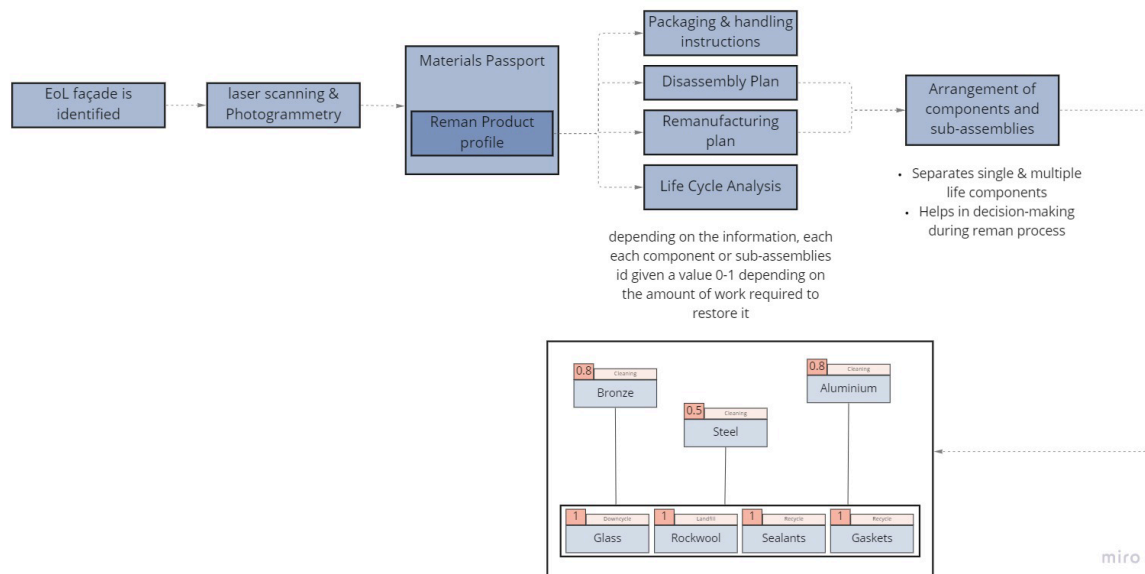 EoL façade is
identified
laser scanning &
Photogrammetry
Materials Passport
Reman Product
profile
Packaging & handling
instructions
Disassembly Plan
Remanufacturing
plan
Life Cycle Analysis
depending on the information, each
each component or sub-assemblies
id given a value 0-1 depending on
the amount of work required to
restore it
Arrangement of
components and
sub-assemblies
• Separates single & multiple
life components
• Helps in decision-making
during reman process
0.8 Cleaning
Bronze
0.5 Cleaning
Steel
0.8 Cleaning
Aluminium
1 Downcycle
Glass
1 Landfill
Rockwool
1 Recycle
Sealants
1 Recycle
Gaskets
miro